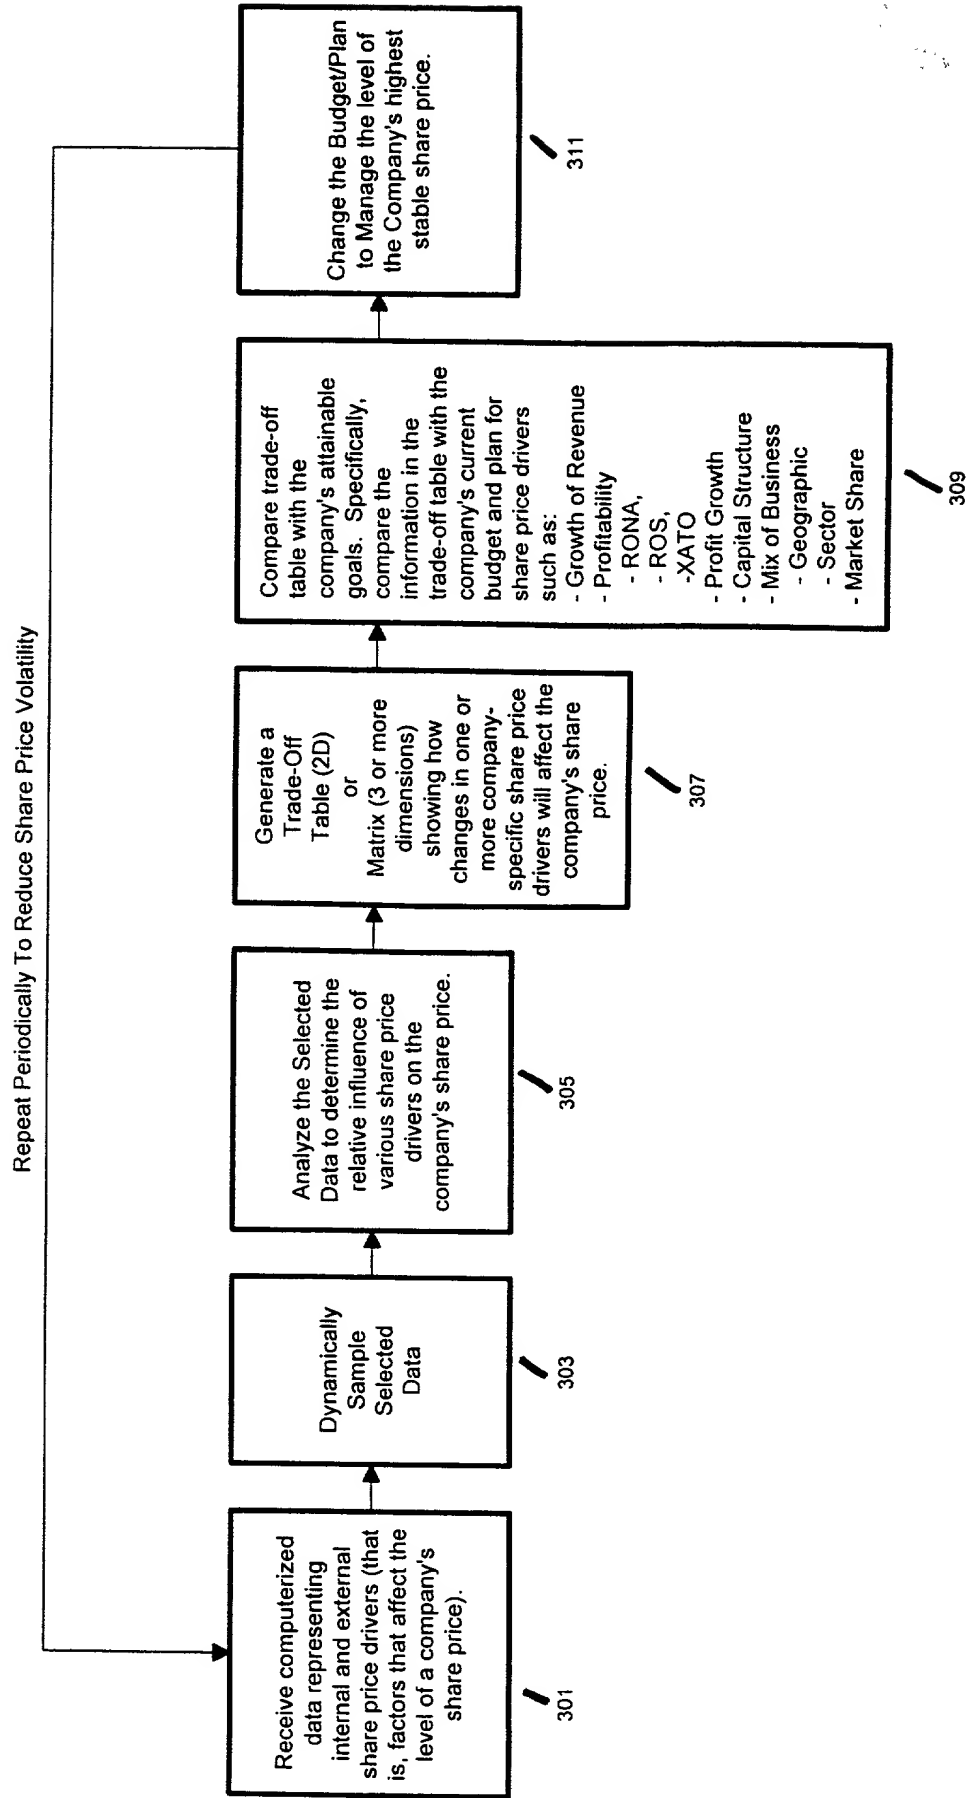 Repeat Periodically To Reduce Share Price Volatility
Receive computerized
data representing
internal and external
share price drivers (that
is, factors that affect the
level of a company's
share price).
301
Dynamically
Sample
Selected
Data
303
Analyze the Selected
Data to determine the
relative influence of
various share price
drivers on the
company's share price.
305
Generate a
Trade-Off
Table (2D)
or
Matrix (3 or more
dimensions)
showing how
changes in one or
more company-
specific share price
drivers will affect the
company's share
price.
307
Compare trade-off
table with the
company's attainable
goals. Specifically,
compare the
information in the
trade-off table with the
company's current
budget and plan for
share price drivers
such as:
- Growth of Revenue
- Profitability
- RONA,
- ROS,
-XATO
- Profit Growth
- Capital Structure
- Mix of Business
- Geographic
- Sector
- Market Share
309
Change the Budget/Plan
to Manage the level of
the Company's highest
stable share price.
311